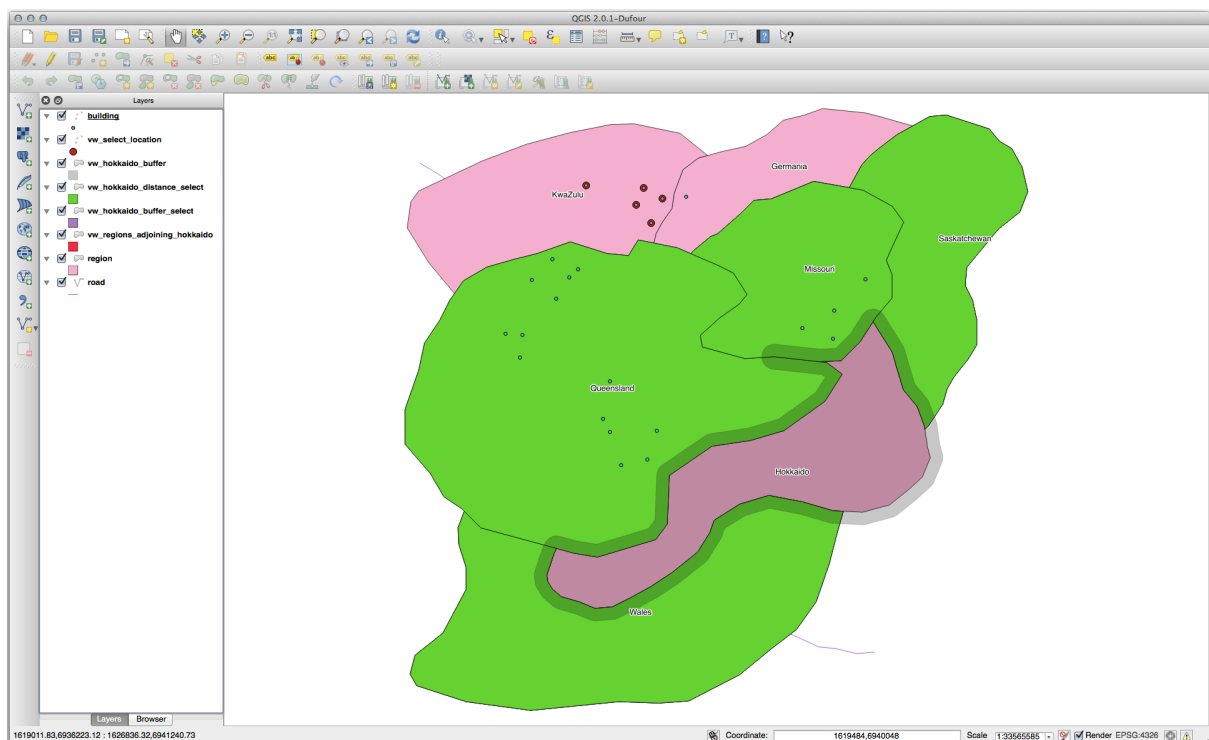 QGIS 2.0.1-Dufour
Layers
building
vw_select_location
vw_hokkaido_buffer
vw_hokkaido_distance_select
vw_hokkaido_buffer_select
vw_regions_adjoining_hokkaido
region
road
Germania
KwaZulu
Saskatchewan
Missouri
Queensland
Hokkaido
Wales
Layers
Browser
1619011.83,6936223.12 : 1626836.32,6941240.73
Coordinate:
1619484,6940048
Scale
1:33565585
Render
EPSG:4326